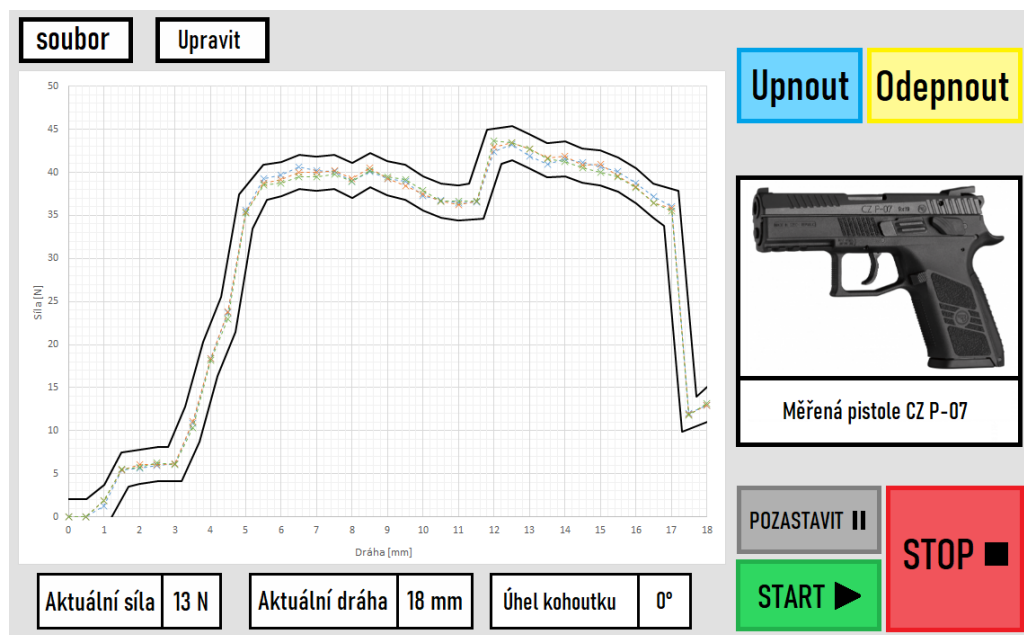 soubor
Upravit
Upnout
Odepnout
50
45
40
35
30
25
20
15
10
5
0
Síla [N]
0 1 2 3 4 5 6 7 8 9 10 11 12 13 14 15 16 17 18
Dráha [mm]
CZ P-07
Měřená pistole CZ P-07
POZASTAVIT
START
STOP
Aktuální síla 13 N
Aktuální dráha 18 mm
Úhel kohoutku 0°